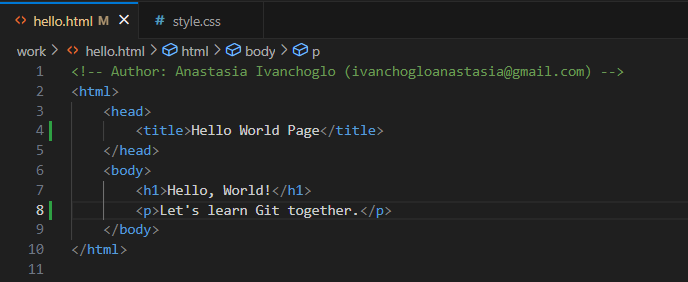 hello.html M
style.css
work > hello.html > html > body > p
1 <!-- Author: Anastasia Ivanchoglo (ivanchogloanastasia@gmail.com) -->
2 <html>
3     <head>
4         <title>Hello World Page</title>
5     </head>
6     <body>
7         <h1>Hello, World!</h1>
8         <p>Let's learn Git together.</p>
9     </body>
10 </html>
11